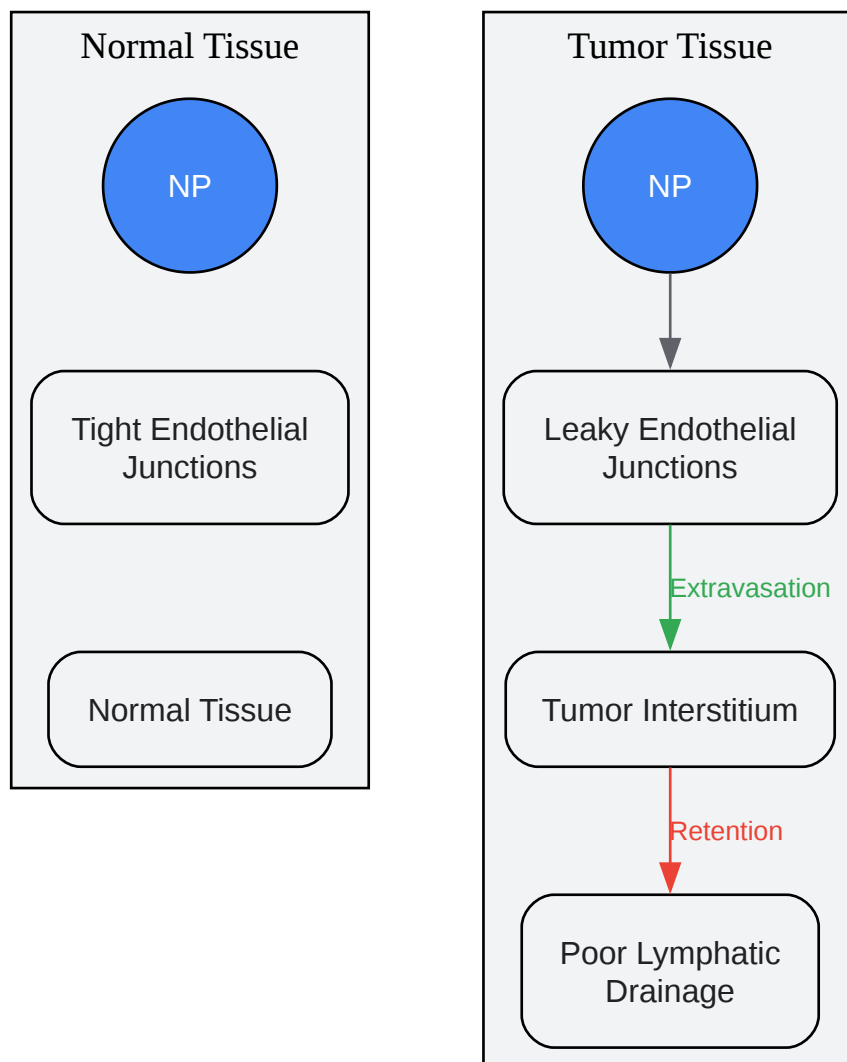 Normal Tissue
NP
Tight Endothelial
Junctions
Normal Tissue
Tumor Tissue
NP
Leaky Endothelial
Junctions
Extravasation
Tumor Interstitium
Retention
Poor Lymphatic
Drainage